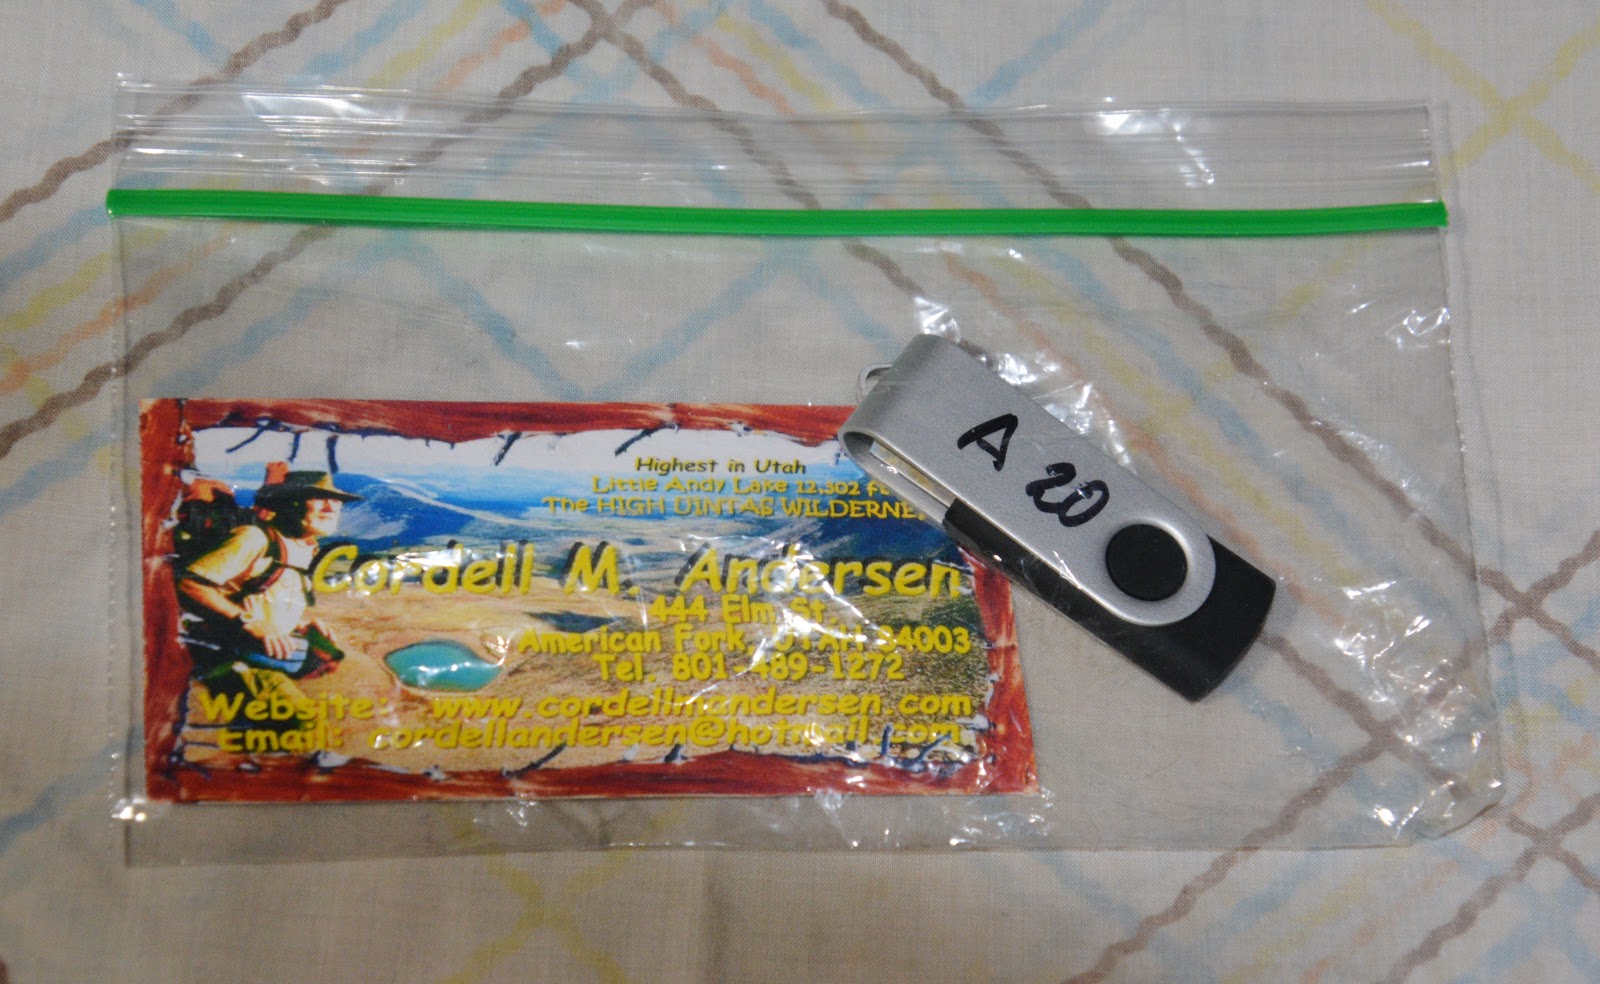 Highest in Utah
Little Andy Lake 12,302 ft
The HIGH UINTAS WILDERNE
Cordell M. Andersen
444 Elm St.
American Fork, UTAH 84003
Tel. 801-489-1272
Website: www.cordellmandersen.com
Email: cordellandersen@hotmail.com
A 20